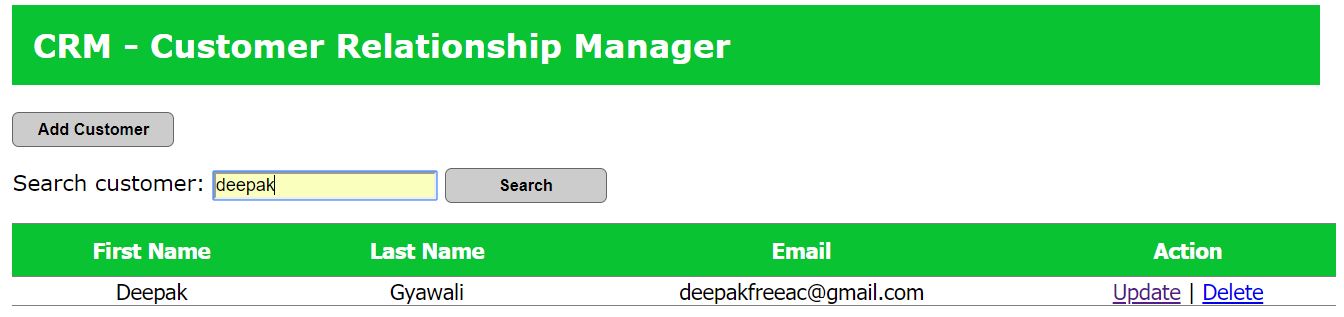 CRM - Customer Relationship Manager
Add Customer
Search customer: deepak Search
First Name Last Name Email Action
Deepak Gyawali deepakfreeac@gmail.com Update | Delete